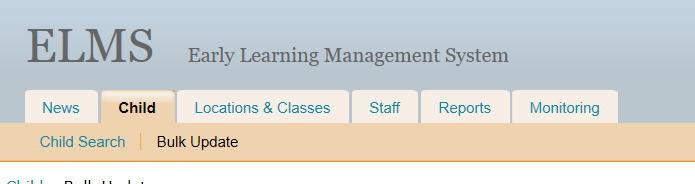 ELMS Early Learning Management System
News Child Locations & Classes Staff Reports Monitoring
Child Search Bulk Update